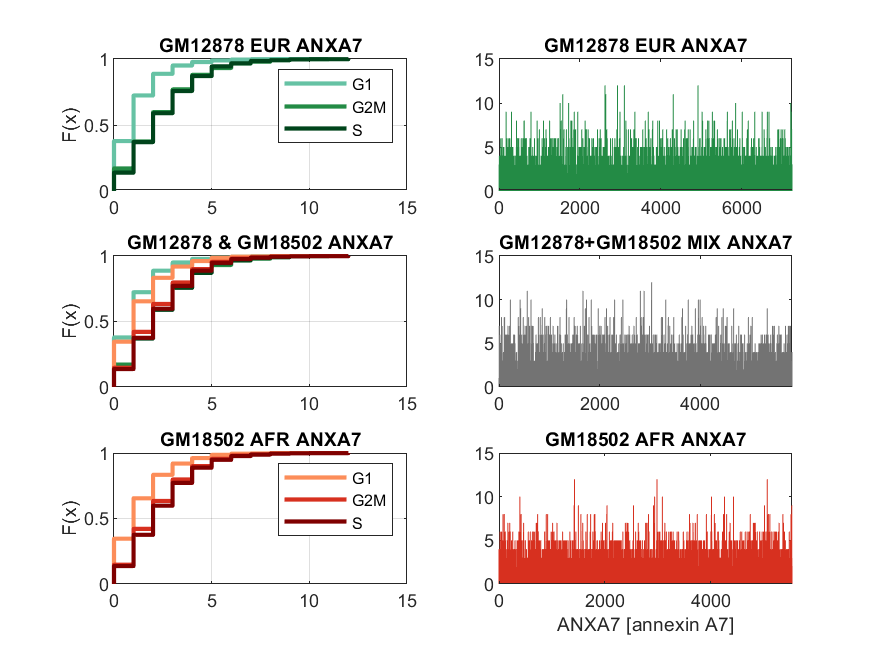 GM12878 EUR ANXA7
F(x)
1
0.5
0
0 5 10 15
G1
G2M
S
GM12878 EUR ANXA7
15
10
5
0
0 2000 4000 6000
GM12878 & GM18502 ANXA7
F(x)
1
0.5
0
0 5 10 15
GM12878+GM18502 MIX ANXA7
15
10
5
0
0 2000 4000
GM18502 AFR ANXA7
F(x)
1
0.5
0
0 5 10 15
G1
G2M
S
GM18502 AFR ANXA7
15
10
5
0
0 2000 4000
ANXA7 [annexin A7]